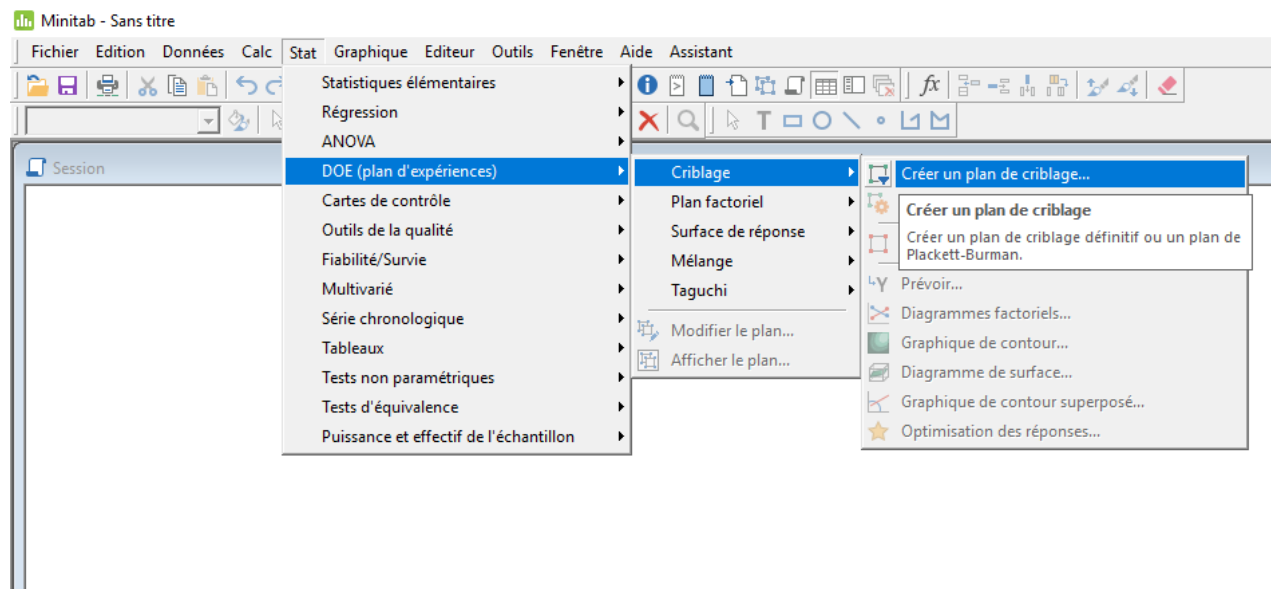 Minitab - Sans titre
Fichier Edition Données Calc Stat Graphique Editeur Outils Fenêtre Aide Assistant
Session
Statistiques élémentaires
Régression
ANOVA
DOE (plan d'expériences)
Cartes de contrôle
Outils de la qualité
Fiabilité/Survie
Multivarié
Série chronologique
Tableaux
Tests non paramétriques
Tests d'équivalence
Puissance et effectif de l'échantillon
Criblage
Plan factoriel
Surface de réponse
Mélange
Taguchi
Modifier le plan...
Afficher le plan...
Créer un plan de criblage...
Créer un plan de criblage
Créer un plan de criblage définitif ou un plan de
Plackett-Burman.
Prévoir...
Diagrammes factoriels...
Graphique de contour...
Diagramme de surface...
Graphique de contour superposé...
Optimisation des réponses...